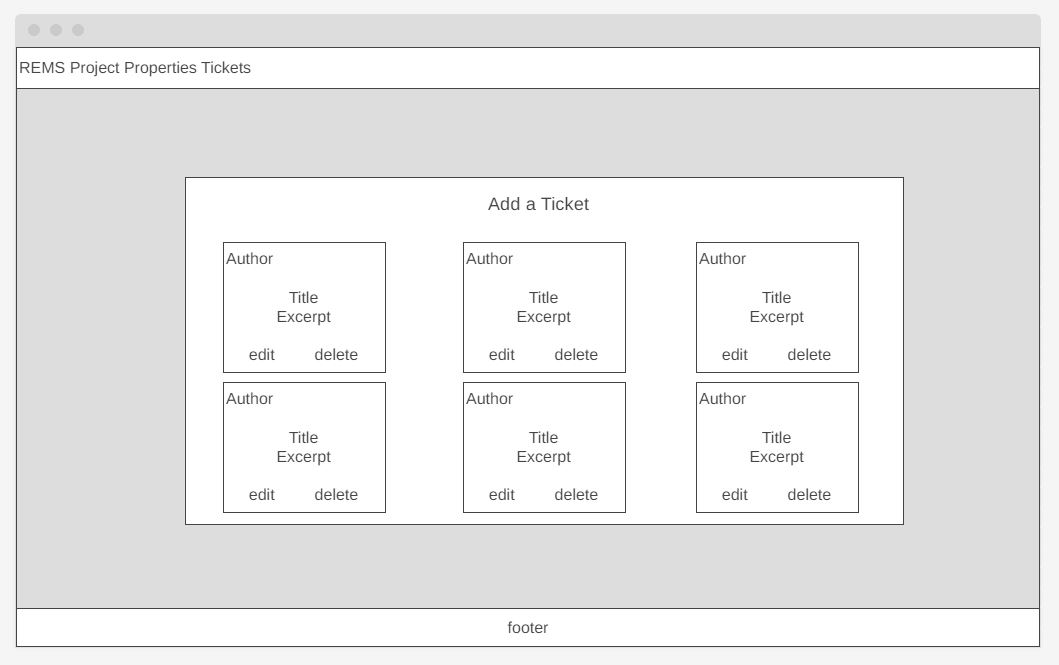 REMS Project Properties Tickets
Add a Ticket
Author
Title
Excerpt
edit delete
Author
Title
Excerpt
edit delete
Author
Title
Excerpt
edit delete
Author
Title
Excerpt
edit delete
Author
Title
Excerpt
edit delete
Author
Title
Excerpt
edit delete
footer